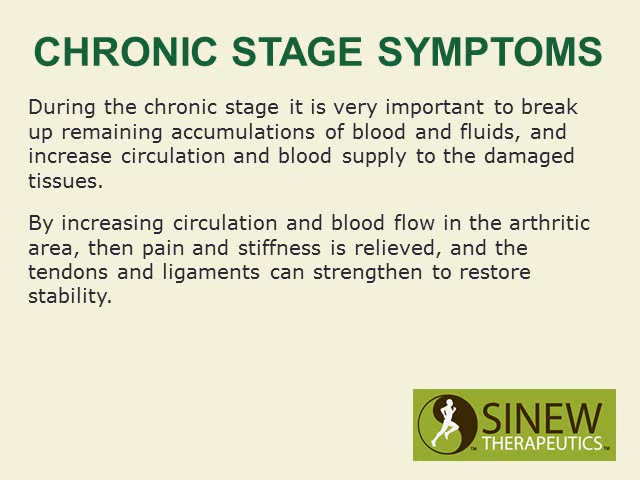 CHRONIC STAGE SYMPTOMS
During the chronic stage it is very important to break
up remaining accumulations of blood and fluids, and
increase circulation and blood supply to the damaged
tissues.
By increasing circulation and blood flow in the arthritic
area, then pain and stiffness is relieved, and the
tendons and ligaments can strengthen to restore
stability.
SINEW
™ THERAPEUTICS™